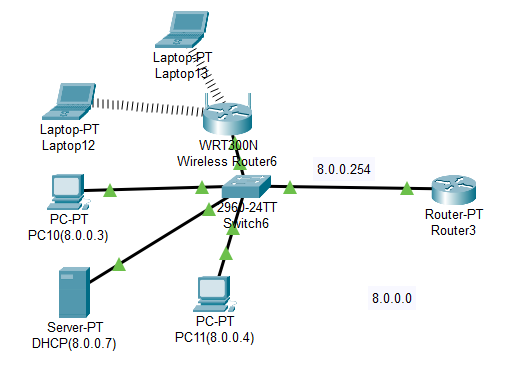 Laptop-PT
Laptop13
Laptop-PT
Laptop12
WRT300N
Wireless Router6
8.0.0.254
2960-24TT
Switch6
Router-PT
Router3
PC-PT
PC10(8.0.0.3)
8.0.0.0
Server-PT
DHCP(8.0.0.7)
PC-PT
PC11(8.0.0.4)